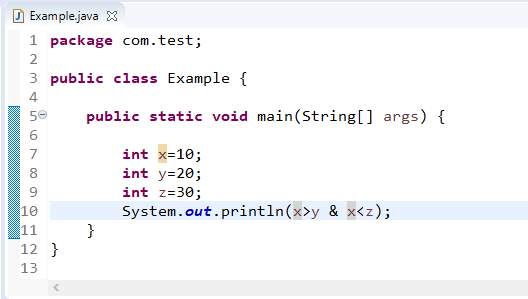 Example.java
1 package com.test;
2
3 public class Example {
4
5 public static void main(String[] args) {
6
7 int x=10;
8 int y=20;
9 int z=30;
10 System.out.println(x>y & x<z);
11 }
12 }
13